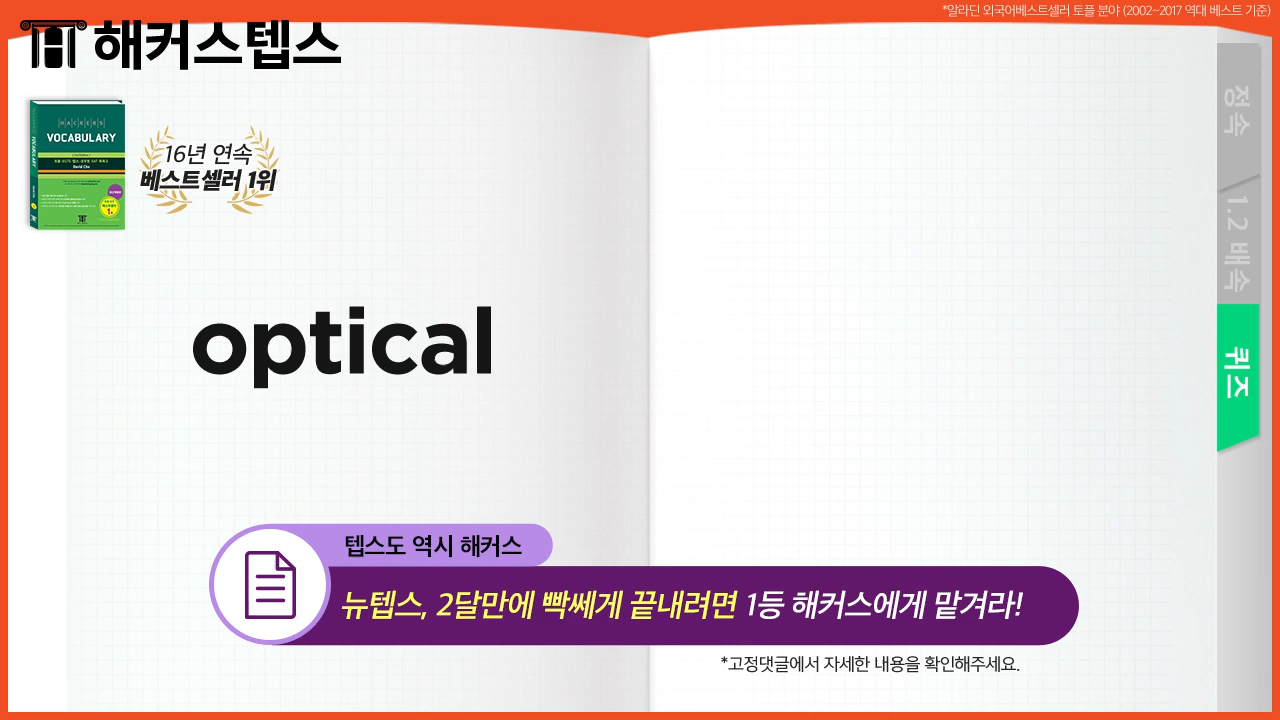 *알라딘 외국어베스트셀러 토플 분야 (2002~2017 역대 베스트 기준)
해커스텝스
HACKERS
VOCABULARY
David Cho
16년 연속
베스트셀러 1위
정속
1.2 배속
퀴즈
optical
텝스도 역시 해커스
뉴텝스, 2달만에 빡쎄게 끝내려면 1등 해커스에게 맡겨라!
*고정댓글에서 자세한 내용을 확인해주세요.